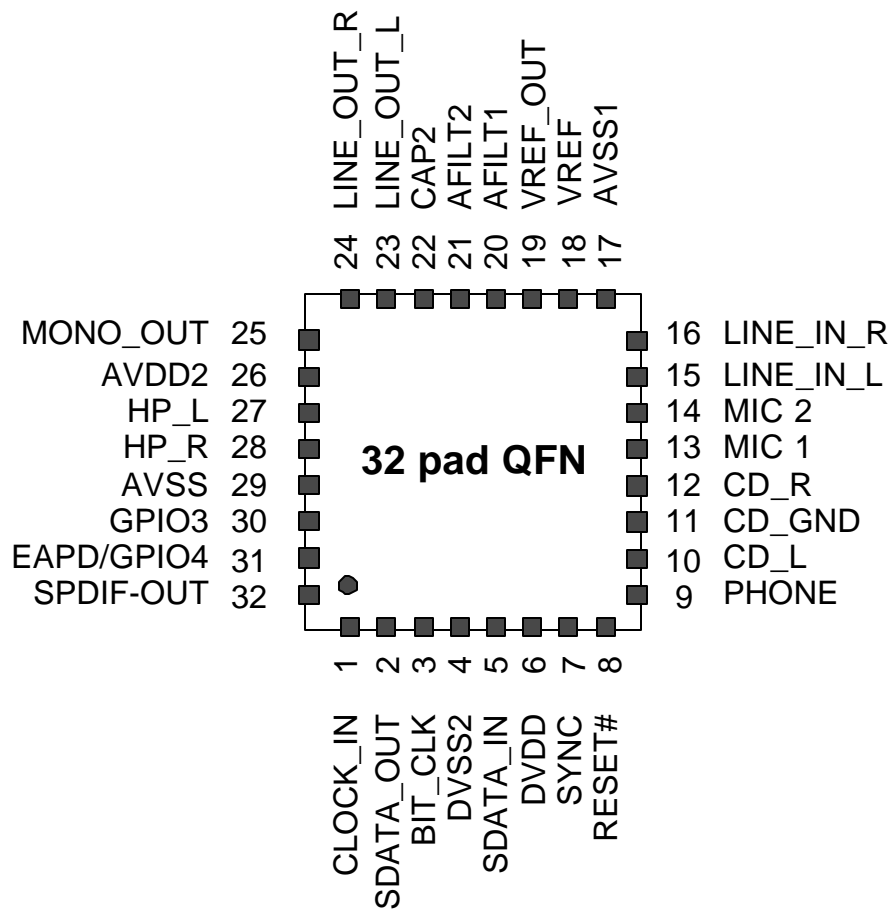 LINE_OUT_R
LINE_OUT_L
CAP2
AFILT2
AFILT1
VREF_OUT
VREF
AVSS1
24
23
22
21
20
19
18
17
MONO_OUT 25
AVDD2 26
HP_L 27
HP_R 28
AVSS 29
GPIO3 30
EAPD/GPIO4 31
SPDIF-OUT 32
32 pad QFN
16 LINE_IN_R
15 LINE_IN_L
14 MIC 2
13 MIC 1
12 CD_R
11 CD_GND
10 CD_L
9 PHONE
1
2
3
4
5
6
7
8
CLOCK_IN
SDATA_OUT
BIT_CLK
DVSS2
SDATA_IN
DVDD
SYNC
RESET#